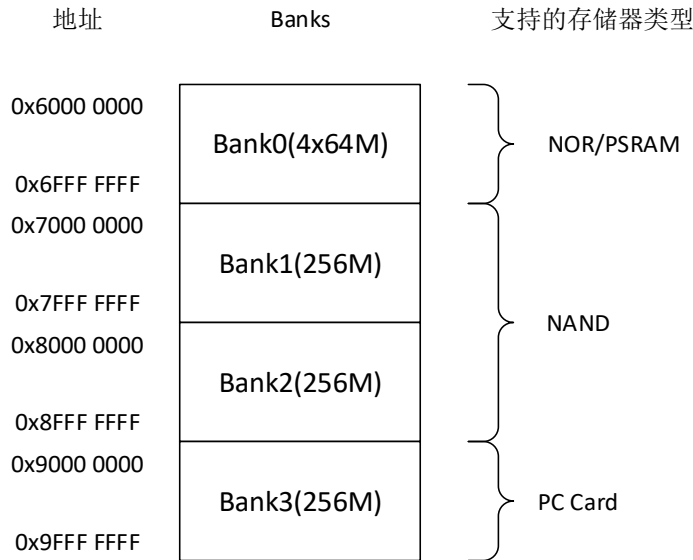 地址 Banks 支持的存储器类型
0x6000 0000
Bank0(4x64M) NOR/PSRAM
0x6FFF FFFF
0x7000 0000
Bank1(256M)
0x7FFF FFFF
NAND
0x8000 0000
Bank2(256M)
0x8FFF FFFF
0x9000 0000
Bank3(256M) PC Card
0x9FFF FFFF